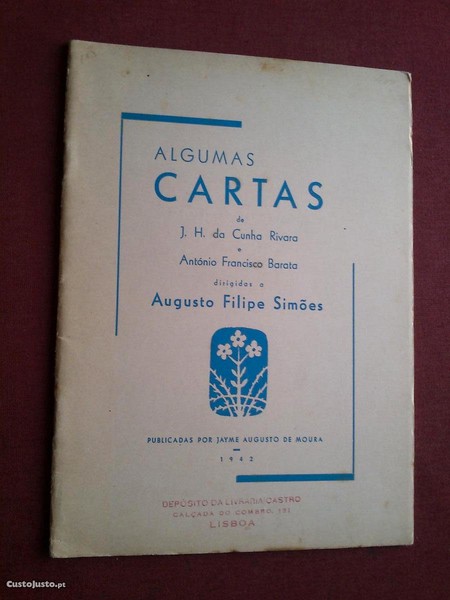 ALGUMAS
CARTAS
de
J. H. da Cunha Rivara
e
António Francisco Barata
dirigidas a
Augusto Filipe Simões
PUBLICADAS POR JAYME AUGUSTO DE MOURA
1942
DEPÓSITO DA LIVRARIA CASTRO
CALÇADA DO COMBRO, 191
LISBOA
CustoJusto.pt